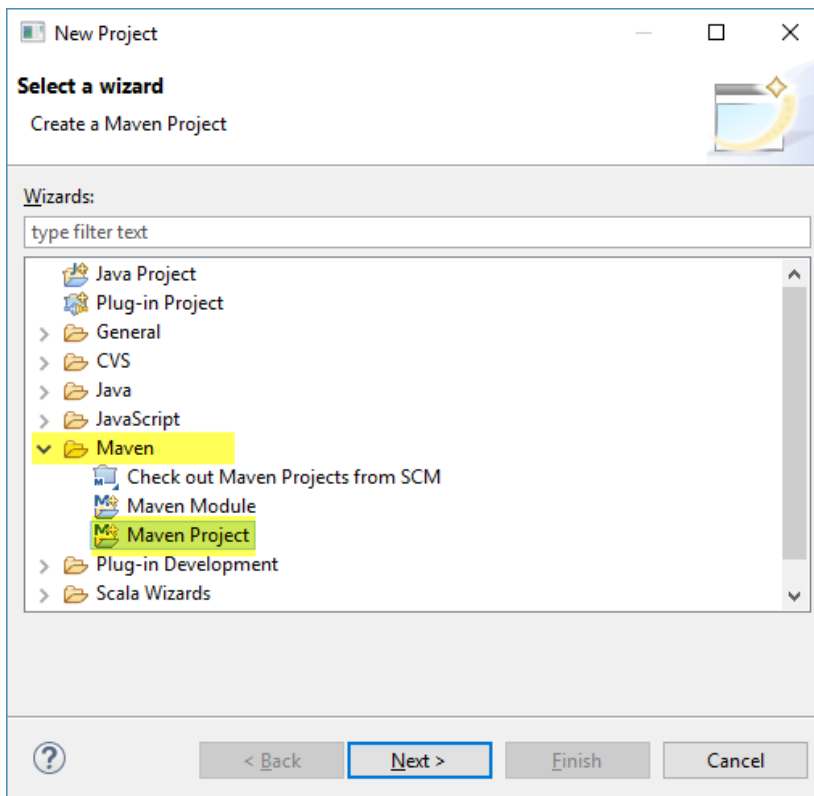 New Project
Select a wizard
Create a Maven Project
Wizards:
type filter text
Java Project
Plug-in Project
General
CVS
Java
JavaScript
Maven
Check out Maven Projects from SCM
Maven Module
Maven Project
Plug-in Development
Scala Wizards
< Back Next > Finish Cancel